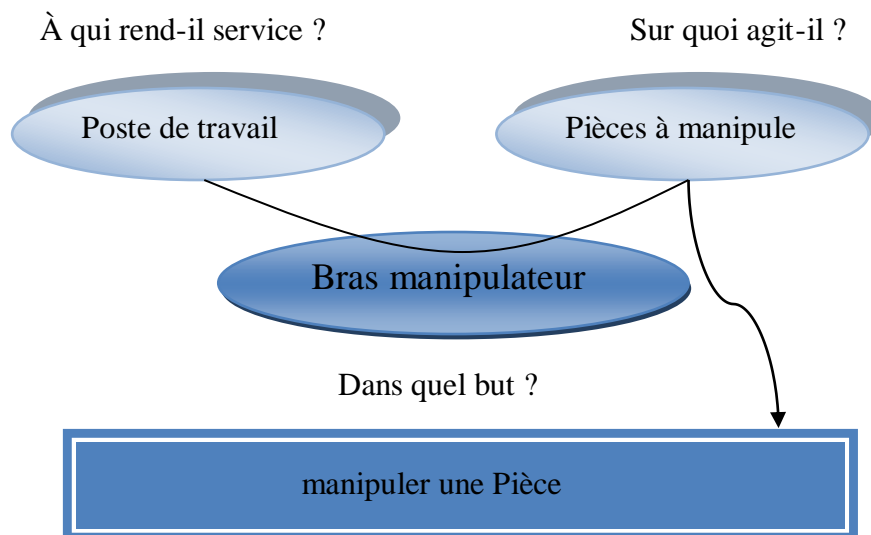 À qui rend-il service ?
Sur quoi agit-il ?
Poste de travail
Pièces à manipule
Bras manipulateur
Dans quel but ?
manipuler une Pièce